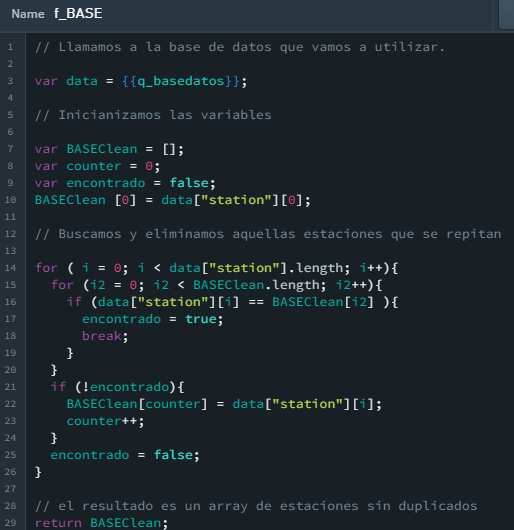 Name f_BASE
1 // Llamamos a la base de datos que vamos a utilizar.
2
3 var data = {{q_basedatos}};
4
5 // Inicianizamos las variables
6
7 var BASEClean = [];
8 var counter = 0;
9 var encontrado = false;
10 BASEClean [0] = data["station"][0];
11
12 // Buscamos y eliminamos aquellas estaciones que se repitan
13
14 for ( i = 0; i < data["station"].length; i++){
15   for (i2 = 0; i2 < BASEClean.length; i2++){
16     if (data["station"][i] == BASEClean[i2] ){
17       encontrado = true;
18       break;
19     }
20   }
21   if (!encontrado){
22     BASEClean[counter] = data["station"][i];
23     counter++;
24   }
25   encontrado = false;
26 }
27
28 // el resultado es un array de estaciones sin duplicados
29 return BASEClean;